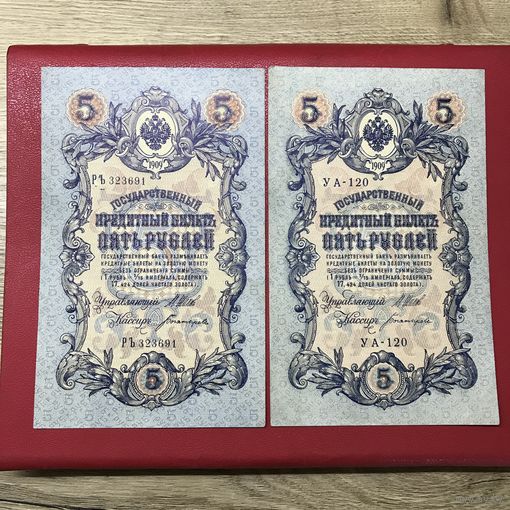 5 5
1909
РЪ 323691
ГОСУДАРСТВЕННЫЙ
КРЕДИТНЫЙ БИЛЕТЪ
ПЯТЬ РУБЛЕЙ
ГОСУДАРСТВЕННЫЙ БАНКЪ РАЗМѢНИВАЕТЪ
КРЕДИТНЫЕ БИЛЕТЫ НА ЗОЛОТУЮ МОНЕТУ
БЕЗЪ ОГРАНИЧЕНІЯ СУММЫ
(1 РУБЛЬ = 1/15 ИМПЕРІАЛА, СОДЕРЖИТЪ
17,424 ДОЛЕЙ ЧИСТАГО ЗОЛОТА)
Управляющій
Кассиръ
РЪ 323691
5
5 5
1909
УА-120
ГОСУДАРСТВЕННЫЙ
КРЕДИТНЫЙ БИЛЕТЪ
ПЯТЬ РУБЛЕЙ
ГОСУДАРСТВЕННЫЙ БАНКЪ РАЗМѢНИВАЕТЪ
КРЕДИТНЫЕ БИЛЕТЫ НА ЗОЛОТУЮ МОНЕТУ
БЕЗЪ ОГРАНИЧЕНІЯ СУММЫ
(1 РУБЛЬ = 1/15 ИМПЕРІАЛА, СОДЕРЖИТЪ
17,424 ДОЛЕЙ ЧИСТАГО ЗОЛОТА)
Управляющій
Кассиръ
УА-120
5